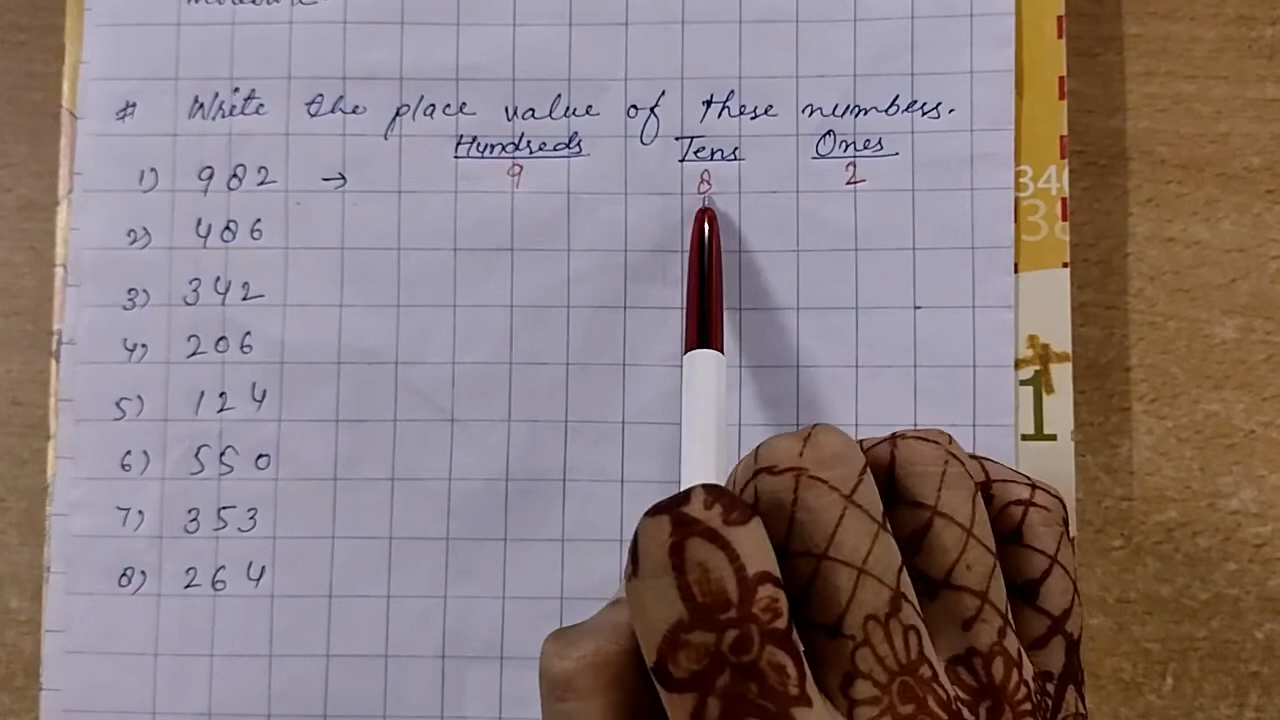 # Write the place value of these numbers.
Hundreds Tens Ones
1) 982 → 9 8 2
2) 486
3) 342
4) 206
5) 124
6) 550
7) 353
8) 264
1